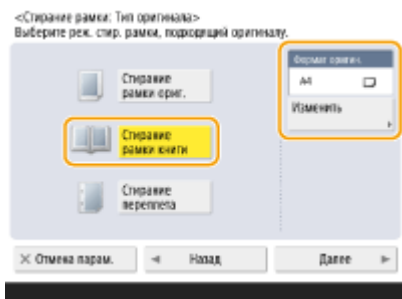 <Стирание рамки: Тип оригинала>
Выберите реж. стир. рамки, подходящий оригиналу.
Формат оригин.
A4
Изменить
Стирание
рамки ориг.
Стирание
рамки книги
Стирание
переплета
Отмена парам.
Назад
Далее